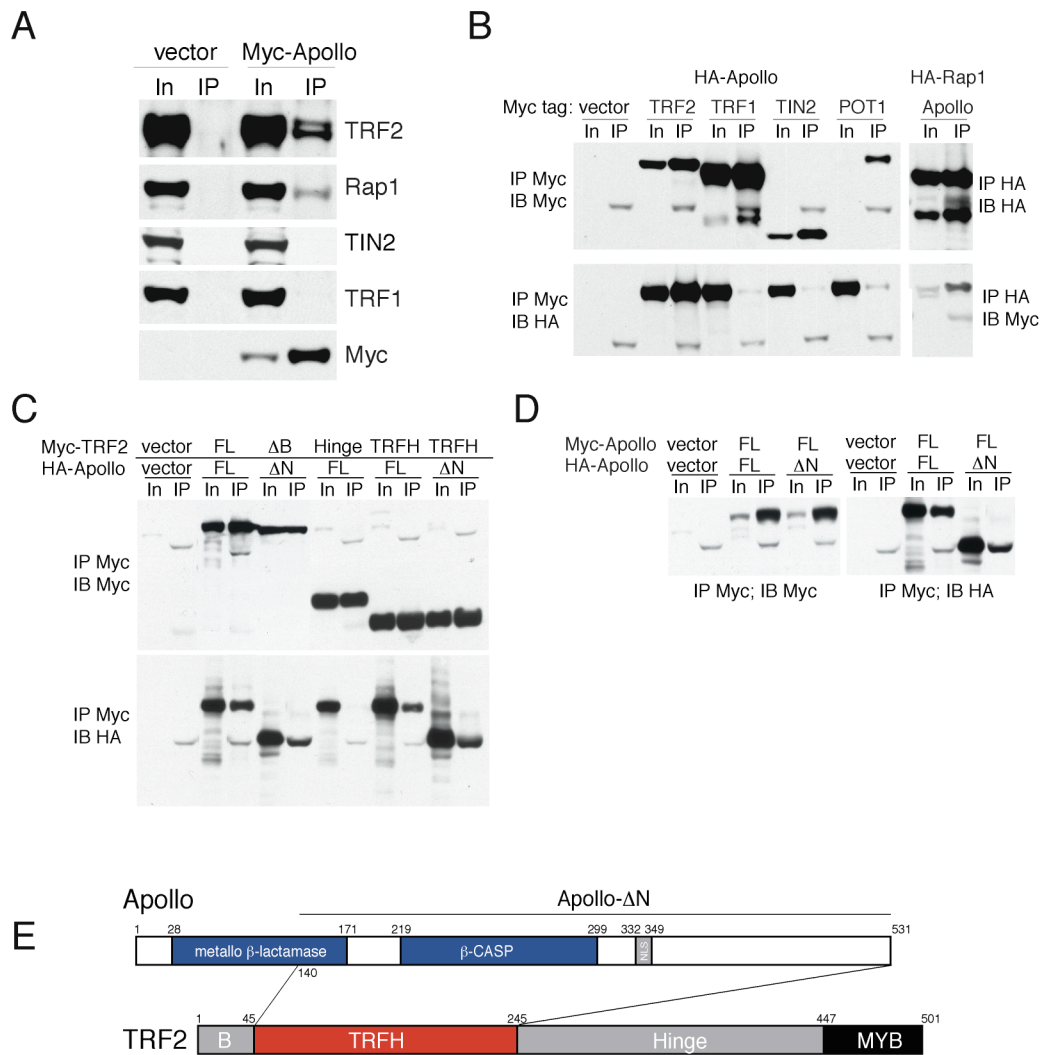 A
vector Myc-Apollo
In IP In IP
TRF2
Rap1
TIN2
TRF1
Myc
B
HA-Apollo HA-Rap1
Myc tag: vector TRF2 TRF1 TIN2 POT1 Apollo
In IP In IP In IP In IP In IP In IP
IP Myc
IB Myc
IP HA
IB HA
IP Myc
IB HA
IP HA
IB Myc
C
Myc-TRF2 vector FL ΔB Hinge TRFH TRFH
HA-Apollo vector FL ΔN FL FL ΔN
In IP In IP In IP In IP In IP In IP
IP Myc
IB Myc
IP Myc
IB HA
D
Myc-Apollo vector FL FL vector FL FL
HA-Apollo vector FL ΔN vector FL ΔN
In IP In IP In IP In IP In IP In IP
IP Myc; IB Myc IP Myc; IB HA
E
Apollo Apollo-ΔN
1 28 171 219 299 332 349 531
metallo β-lactamase β-CASP NLS
140
1 45 245 447 501
TRF2 B TRFH Hinge MYB